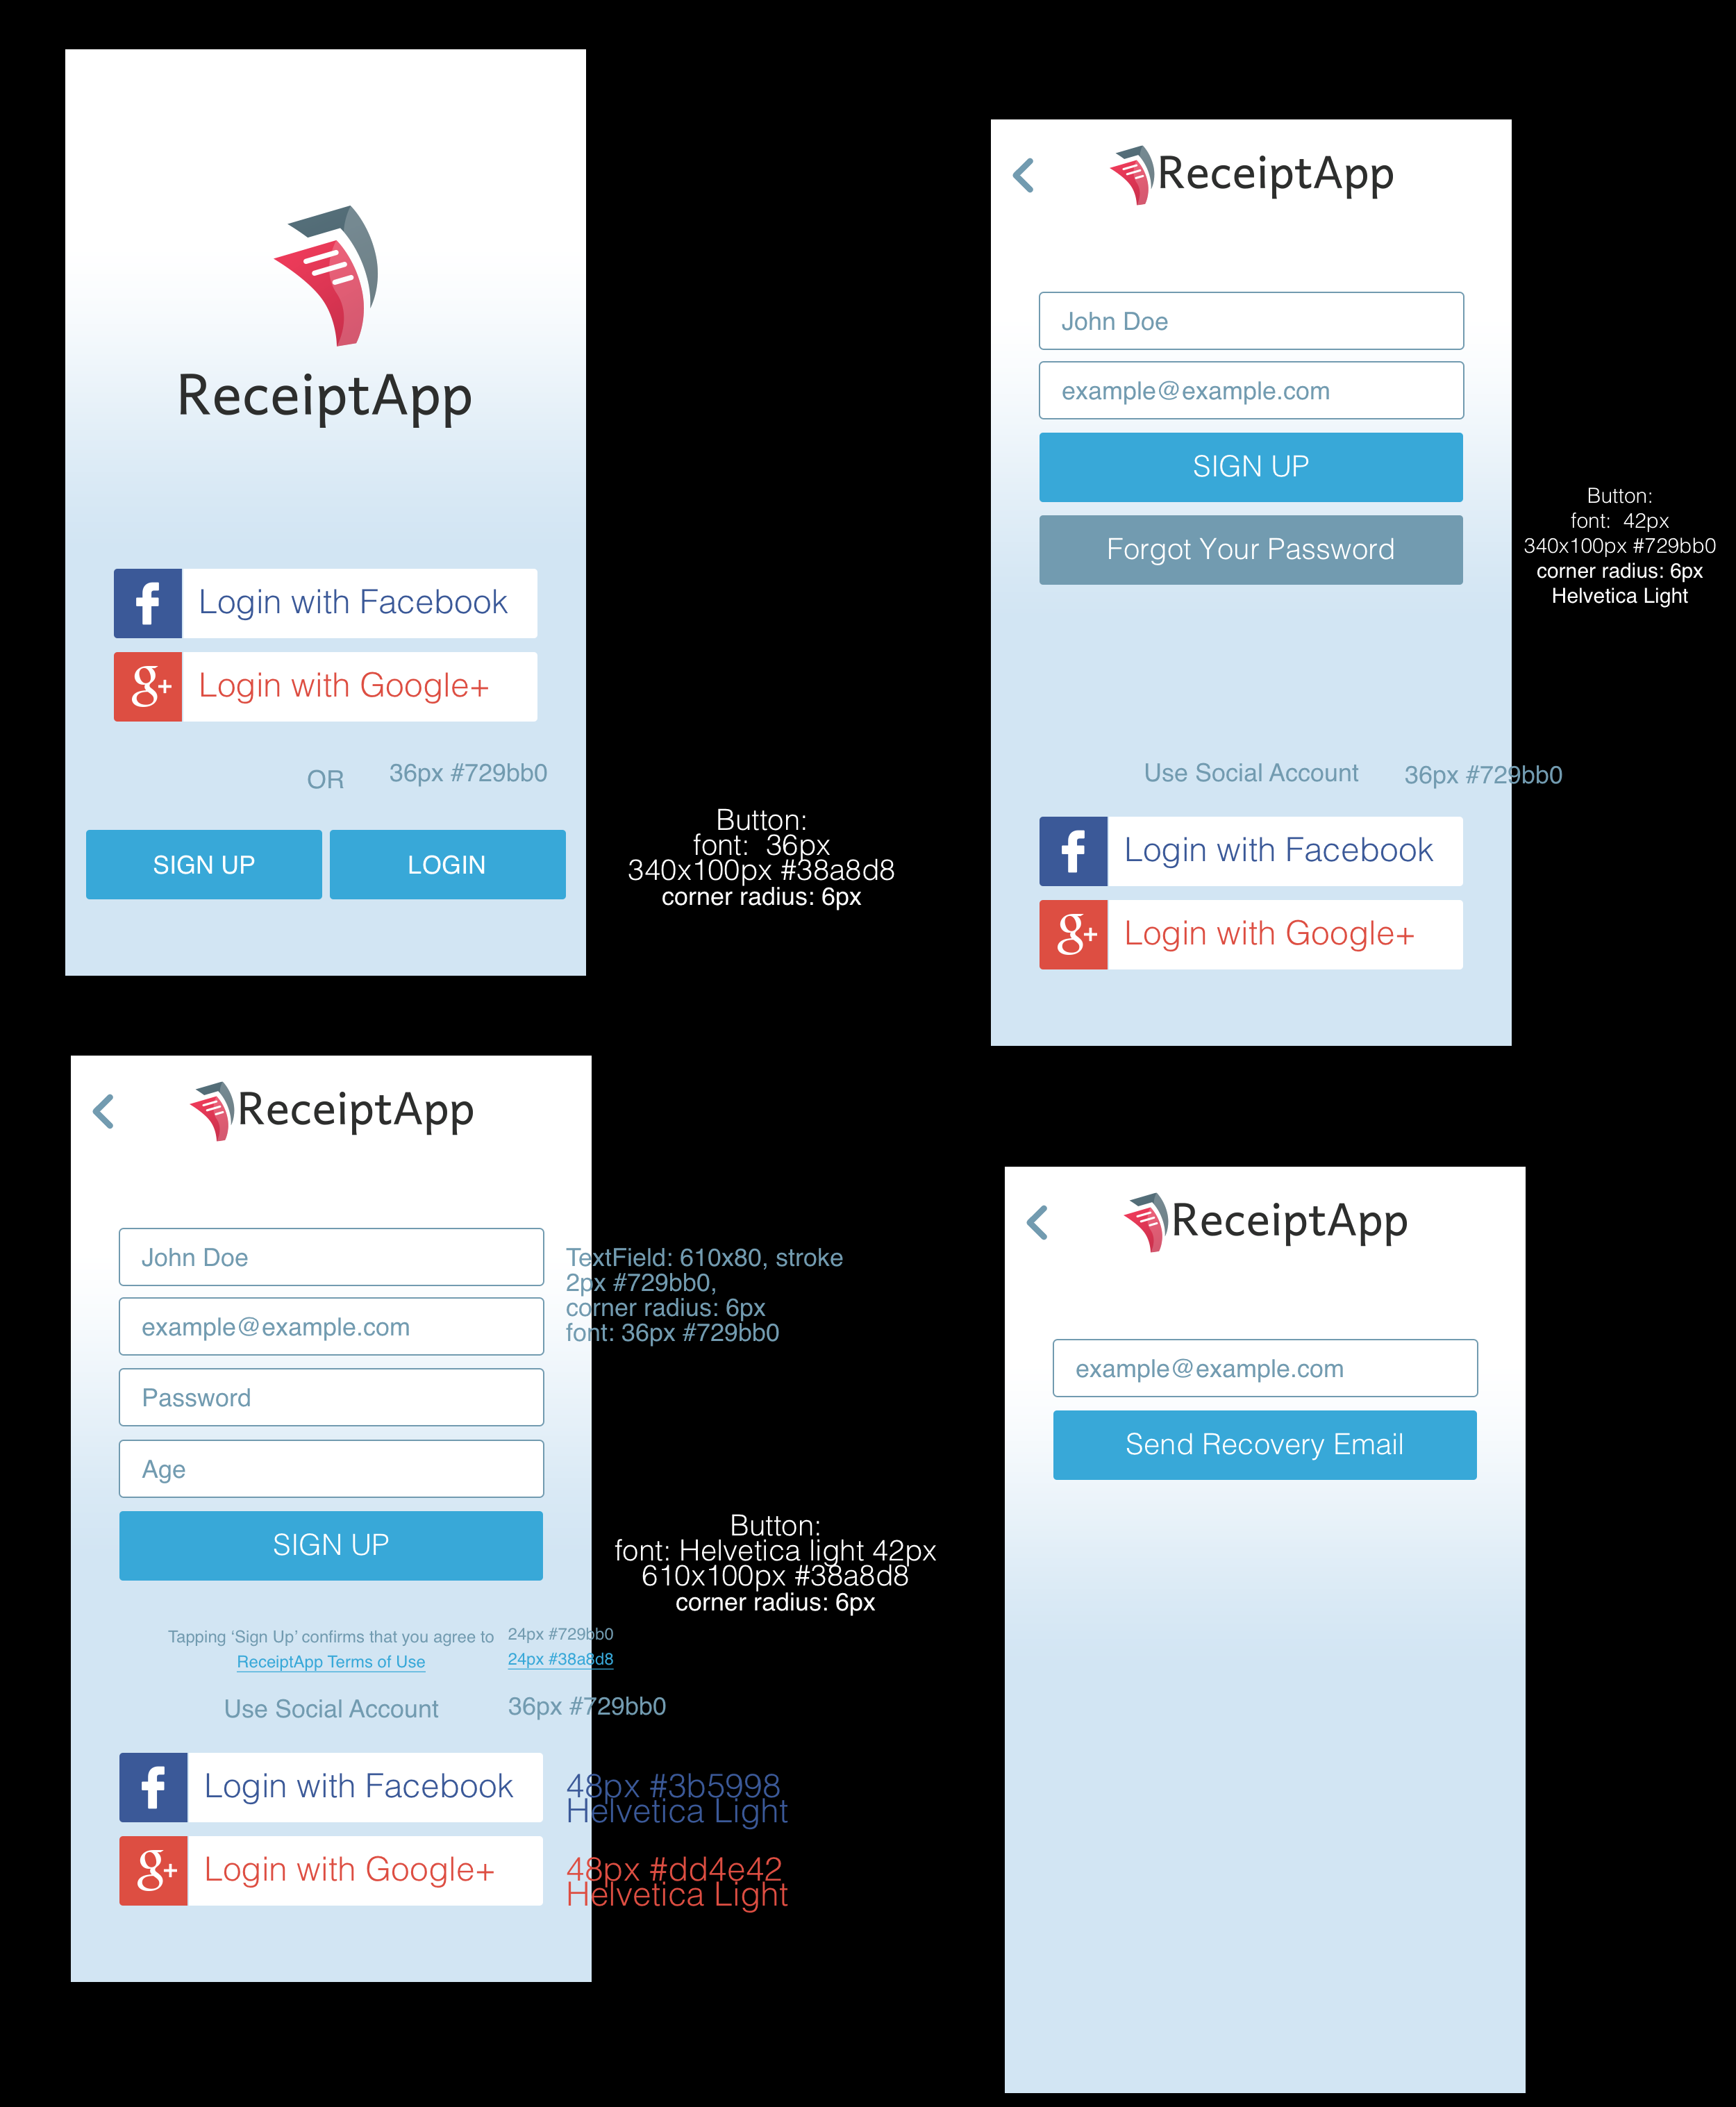 ReceiptApp
f Login with Facebook
g+ Login with Google+
OR 36px #729bb0
SIGN UP LOGIN
Button:
font: 36px
340x100px #38a8d8
corner radius: 6px
ReceiptApp
John Doe
example@example.com
SIGN UP
Forgot Your Password
Button:
font: 42px
340x100px #729bb0
corner radius: 6px
Helvetica Light
Use Social Account 36px #729bb0
f Login with Facebook
g+ Login with Google+
ReceiptApp
John Doe
example@example.com
Password
Age
SIGN UP
TextField: 610x80, stroke
2px #729bb0,
corner radius: 6px
font: 36px #729bb0
Button:
font: Helvetica light 42px
610x100px #38a8d8
corner radius: 6px
Tapping ‘Sign Up’ confirms that you agree to 24px #729bb0
ReceiptApp Terms of Use 24px #38a8d8
Use Social Account 36px #729bb0
f Login with Facebook
48px #3b5998
Helvetica Light
g+ Login with Google+
48px #dd4e42
Helvetica Light
ReceiptApp
example@example.com
Send Recovery Email